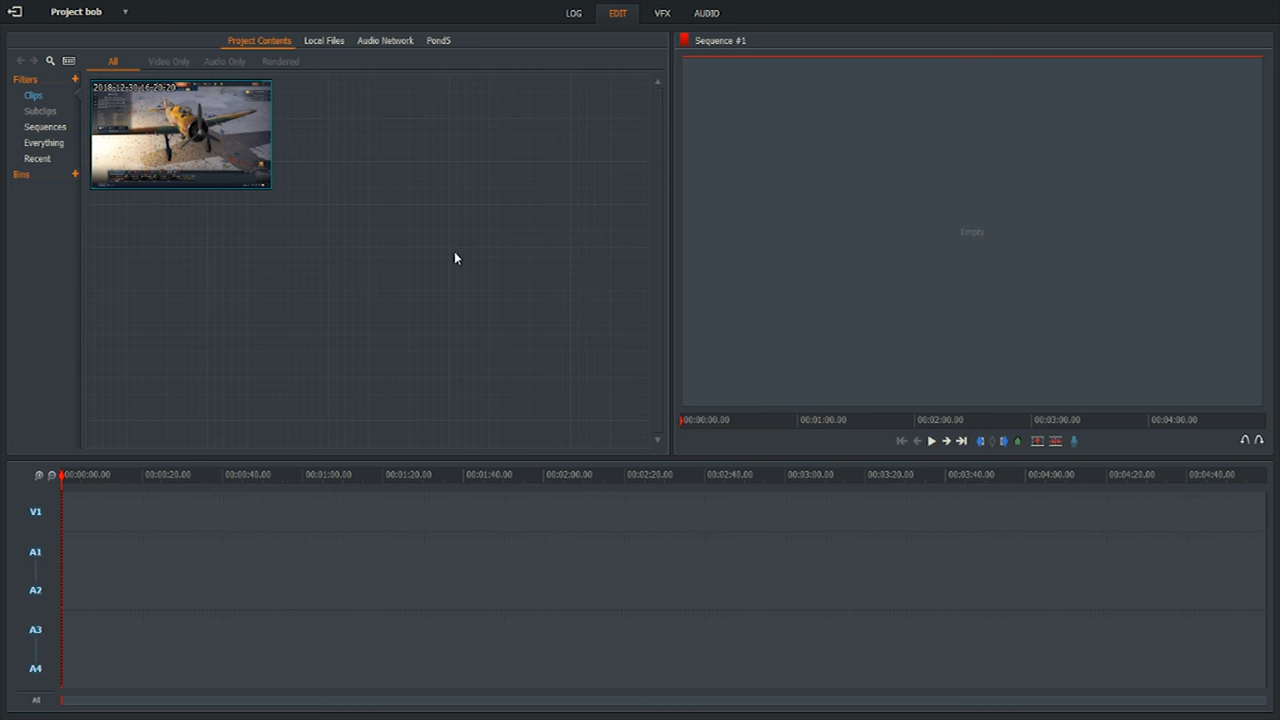 Project bob
LOG EDIT VFX AUDIO
Project Contents Local Files Audio Network Pond5
Sequence #1
All Video Only Audio Only Rendered
Filters +
Clips
Subclips
Sequences
Everything
Recent
Bins +
2018-12-30,16-20-20
Empty
00:00:00.00 00:01:00.00 00:02:00.00 00:03:00.00 00:04:00.00
00:00:00.00 00:00:20.00 00:00:40.00 00:01:00.00 00:01:20.00 00:01:40.00 00:02:00.00 00:02:20.00 00:02:40.00 00:03:00.00 00:03:20.00 00:03:40.00 00:04:00.00 00:04:20.00 00:04:40.00
V1
A1
A2
A3
A4
All